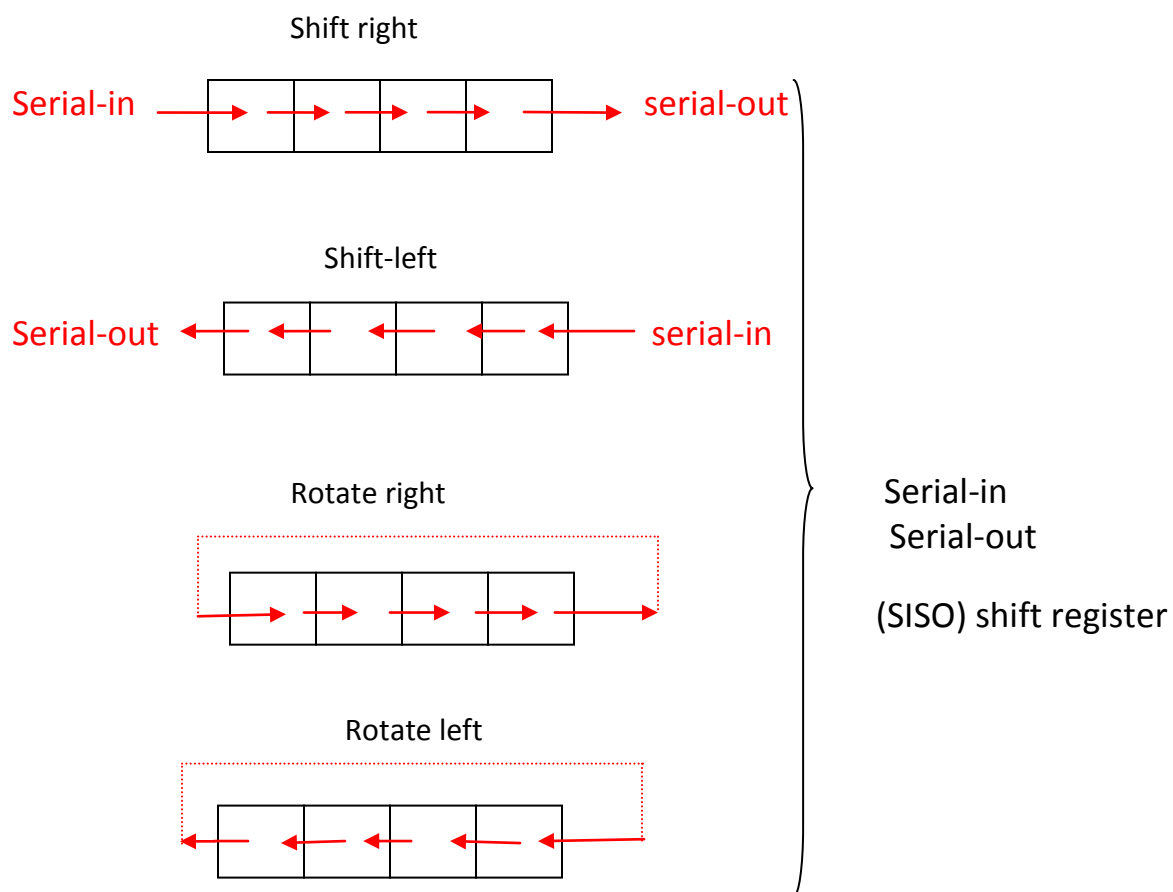 Shift right
Serial-in
serial-out
Shift-left
Serial-out
serial-in
Rotate right
Serial-in
Serial-out
(SISO) shift register
Rotate left